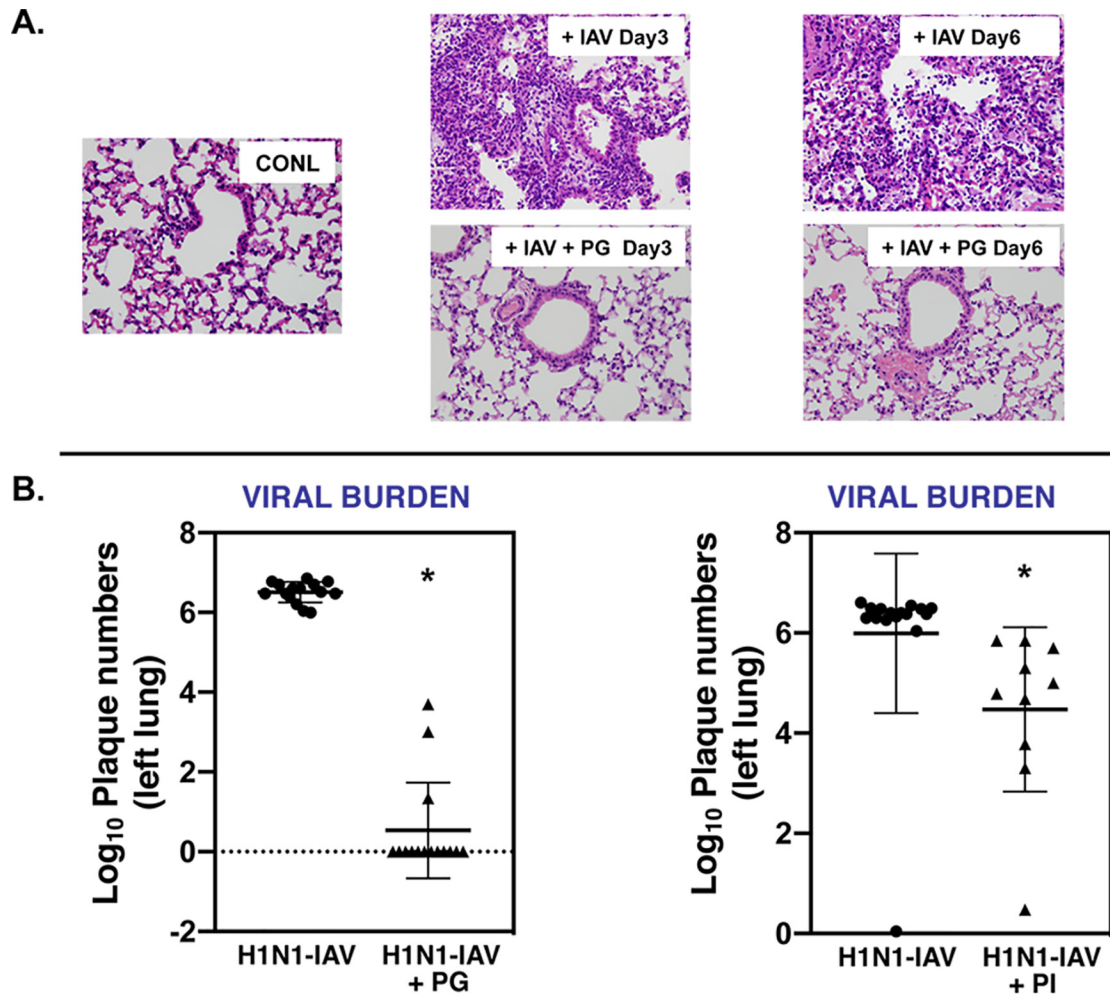 A.
CONL
+ IAV Day3
+ IAV Day6
+ IAV + PG Day3
+ IAV + PG Day6
B.
VIRAL BURDEN
Log10 Plaque numbers
(left lung)
8
6
4
2
0
-2
*
H1N1-IAV
H1N1-IAV
+ PG
VIRAL BURDEN
Log10 Plaque numbers
(left lung)
8
6
4
2
0
*
H1N1-IAV
H1N1-IAV
+ PI